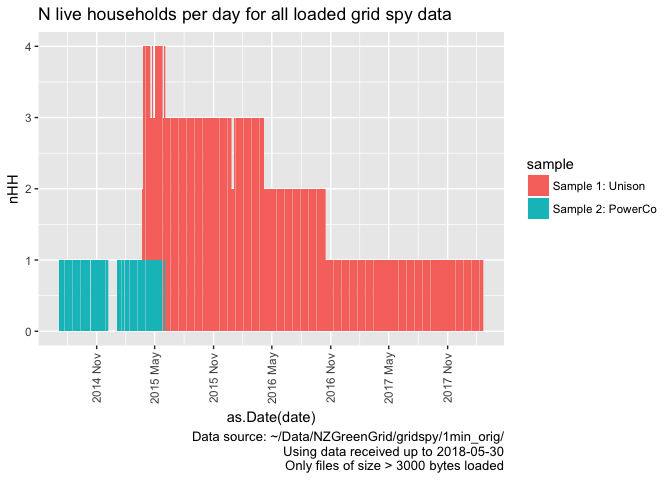 N live households per day for all loaded grid spy data
4
3
2
1
0
nHH
2014 Nov
2015 May
2015 Nov
2016 May
2016 Nov
2017 May
2017 Nov
as.Date(date)
sample
Sample 1: Unison
Sample 2: PowerCo
Data source: ~/Data/NZGreenGrid/gridspy/1min_orig/
Using data received up to 2018-05-30
Only files of size > 3000 bytes loaded